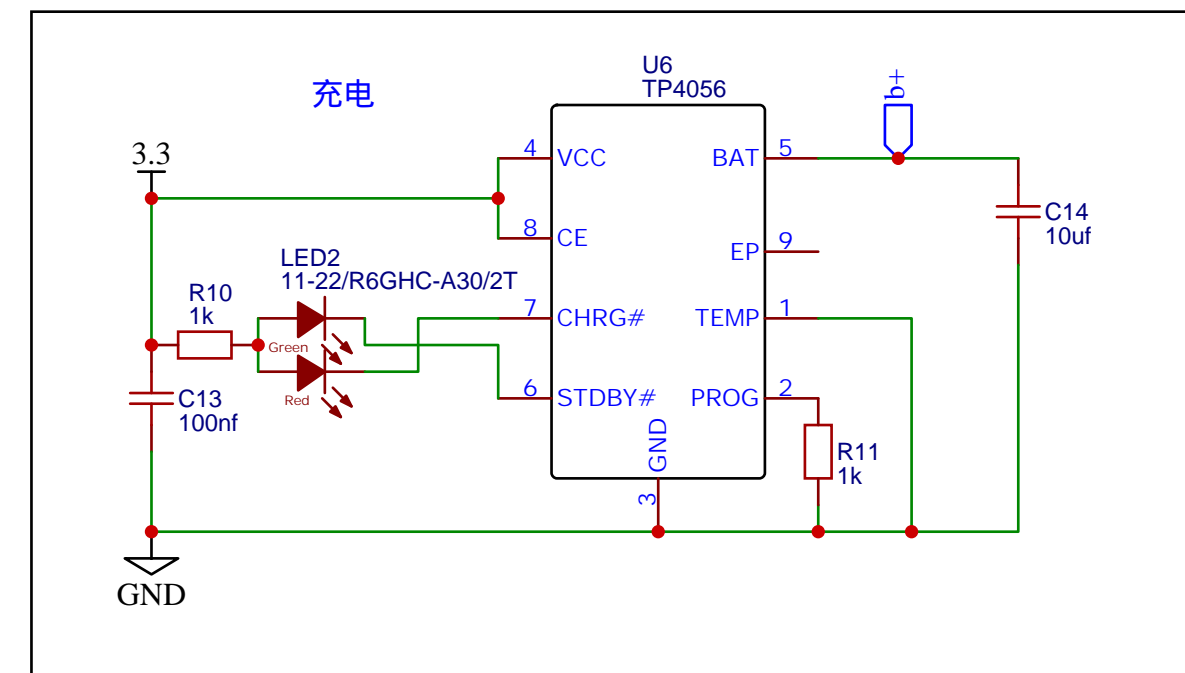 充电
U6
TP4056
b+
3.3
4
VCC
BAT
5
8
CE
EP
9
C14
10uf
LED2
11-22/R6GHC-A30/2T
R10
1k
7
CHRG#
TEMP
1
Green
Red
C13
100nf
6
STDBY#
PROG
2
GND
3
R11
1k
GND